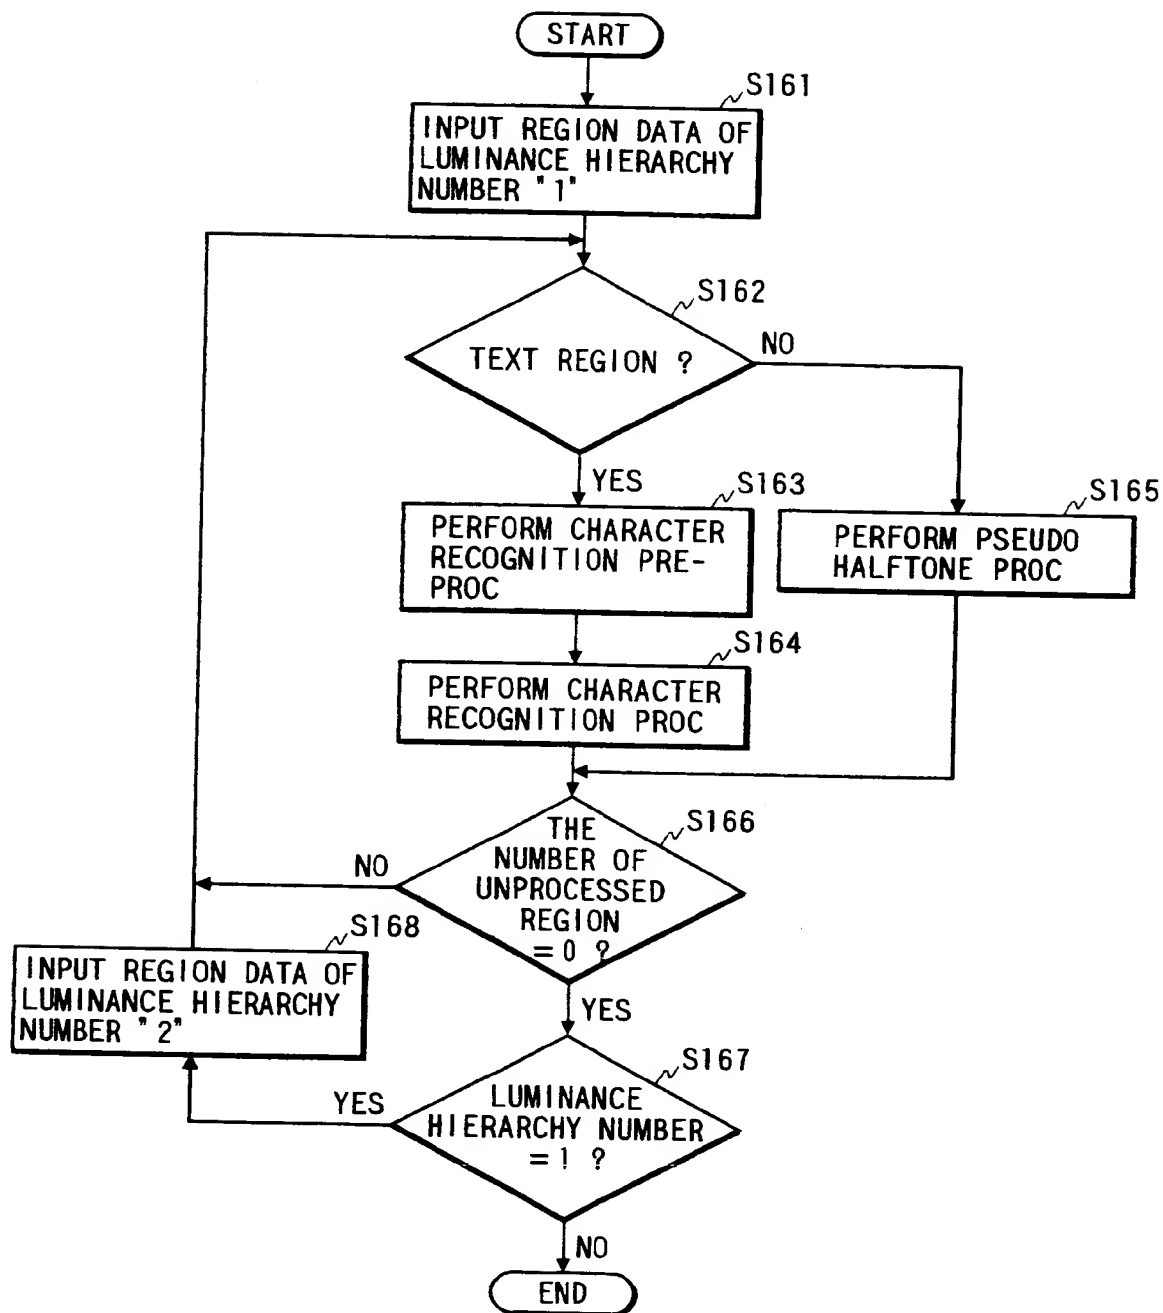 START
S161
INPUT REGION DATA OF
LUMINANCE HIERARCHY
NUMBER "1"
S162
TEXT REGION ?
NO
YES
S163
PERFORM CHARACTER
RECOGNITION PRE-
PROC
S165
PERFORM PSEUDO
HALFTONE PROC
S164
PERFORM CHARACTER
RECOGNITION PROC
S166
THE
NUMBER OF
UNPROCESSED
REGION
= 0 ?
NO
YES
S168
INPUT REGION DATA OF
LUMINANCE HIERARCHY
NUMBER "2"
S167
LUMINANCE
HIERARCHY NUMBER
= 1 ?
YES
NO
END